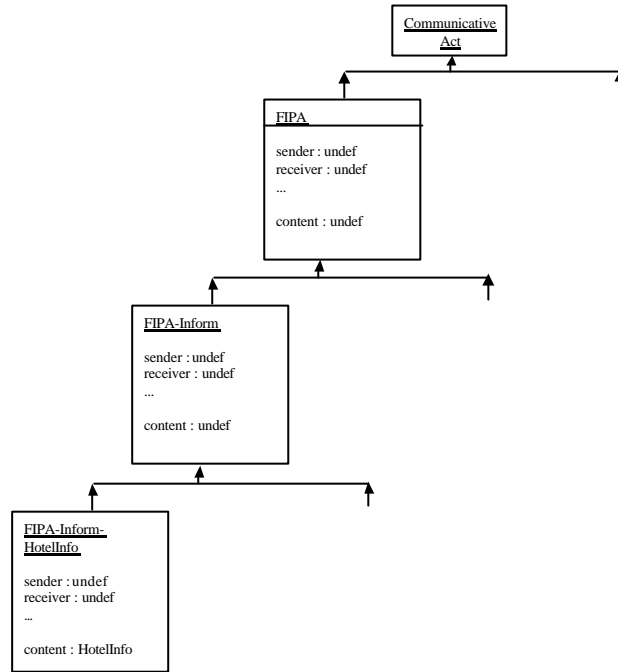 Communicative
Act
FIPA
sender : undef
receiver : undef
...
content : undef
FIPA-Inform
sender : undef
receiver : undef
...
content : undef
FIPA-Inform-
HotelInfo
sender : undef
receiver : undef
...
content : HotelInfo